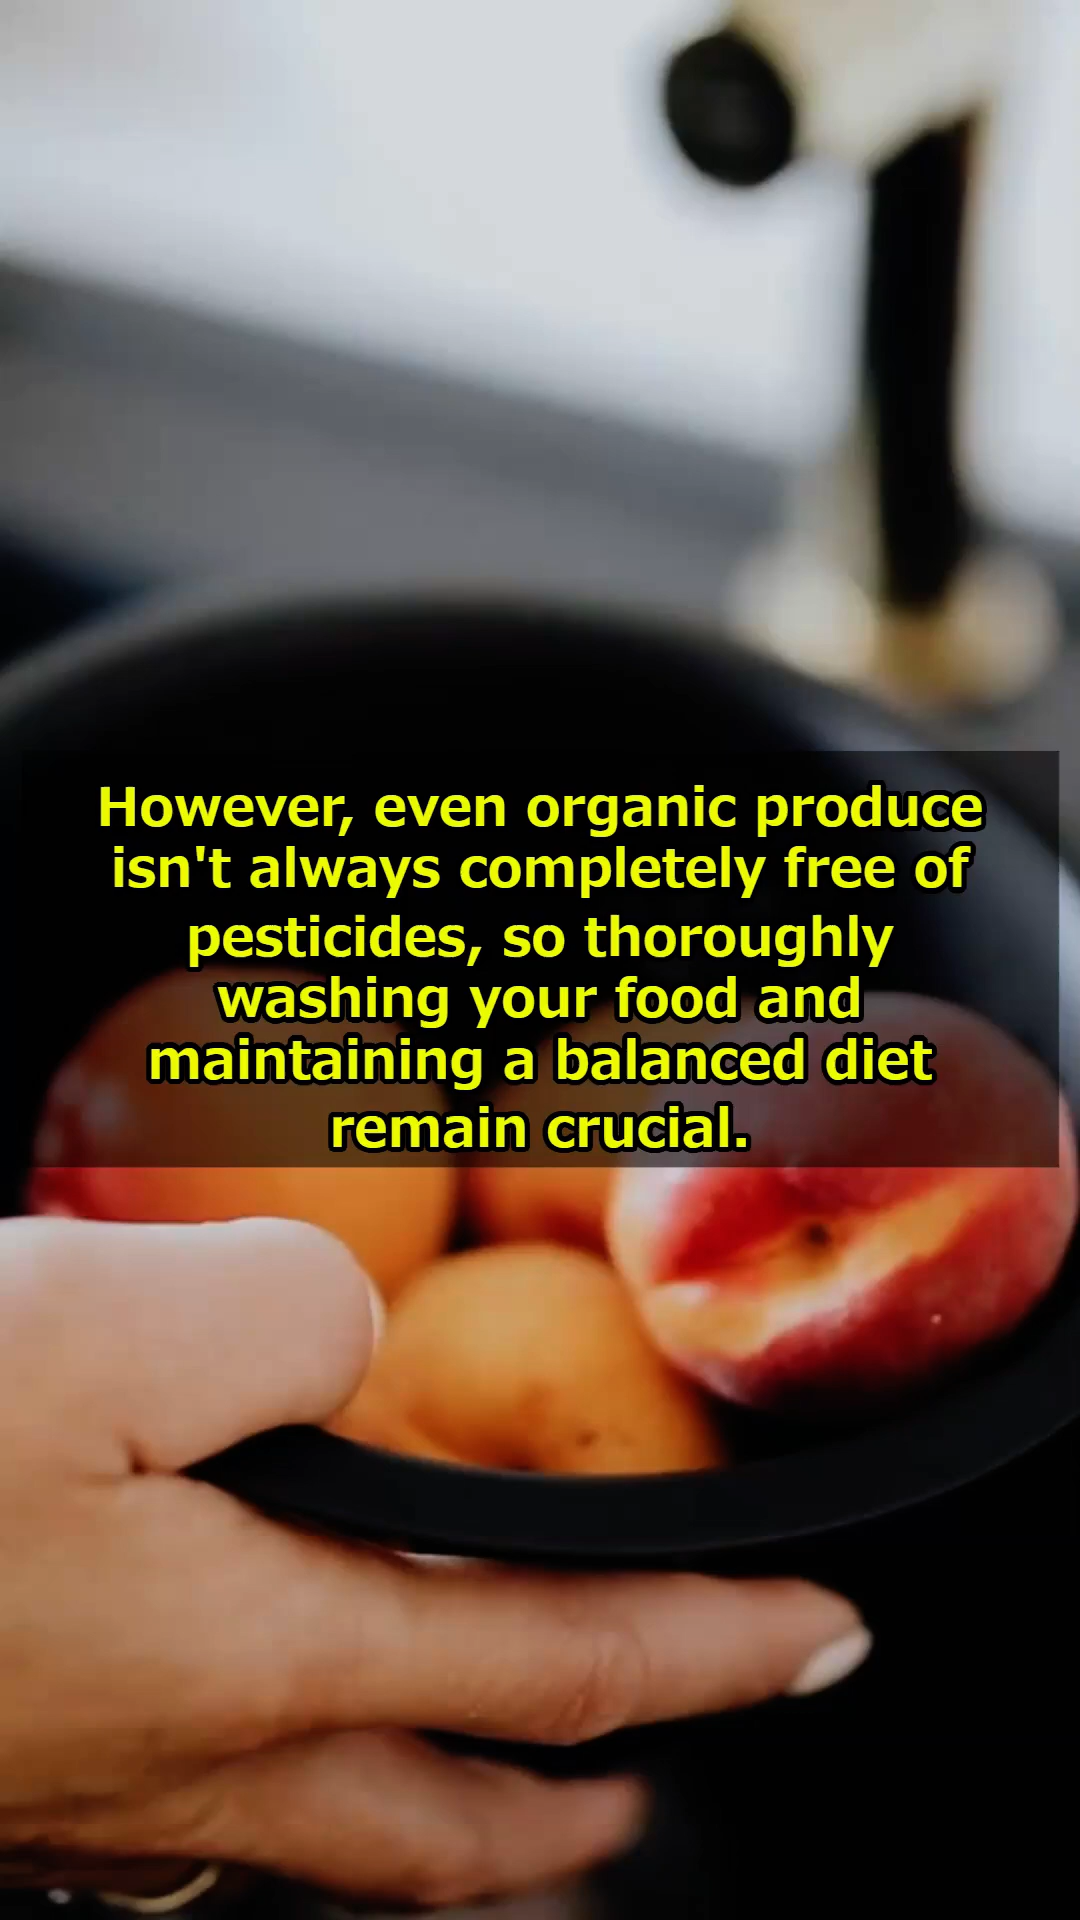 However, even organic produce
isn't always completely free of
pesticides, so thoroughly
washing your food and
maintaining a balanced diet
remain crucial.